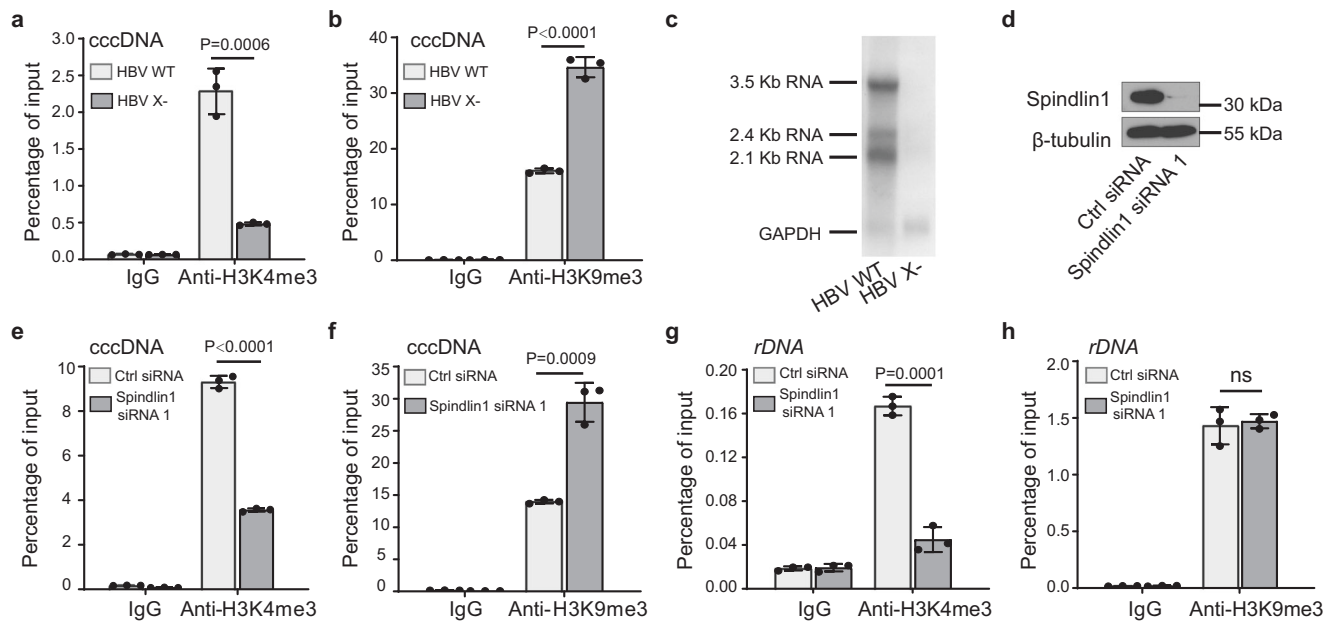 a
cccDNA
P=0.0006
HBV WT
HBV X-
Percentage of input
3.0
2.5
2.0
1.5
1.0
0.5
0.0
IgG
Anti-H3K4me3
b
cccDNA
P<0.0001
HBV WT
HBV X-
Percentage of input
40
30
20
10
0
IgG
Anti-H3K9me3
c
3.5 Kb RNA
2.4 Kb RNA
2.1 Kb RNA
GAPDH
HBV WT
HBV X-
d
Spindlin1
30 kDa
β-tubulin
55 kDa
Ctrl siRNA
Spindlin1 siRNA 1
e
cccDNA
P<0.0001
Ctrl siRNA
Spindlin1
siRNA 1
Percentage of input
10
8
6
4
2
0
IgG
Anti-H3K4me3
f
cccDNA
P=0.0009
Ctrl siRNA
Spindlin1 siRNA 1
Percentage of input
35
30
25
20
15
10
5
0
IgG
Anti-H3K9me3
g
rDNA
Ctrl siRNA
P=0.0001
Spindlin1
siRNA 1
Percentage of input
0.20
0.16
0.12
0.08
0.04
0.00
IgG
Anti-H3K4me3
h
rDNA
Ctrl siRNA
ns
Spindlin1
siRNA 1
Percentage of input
2.0
1.5
1.0
0.5
0.0
IgG
Anti-H3K9me3